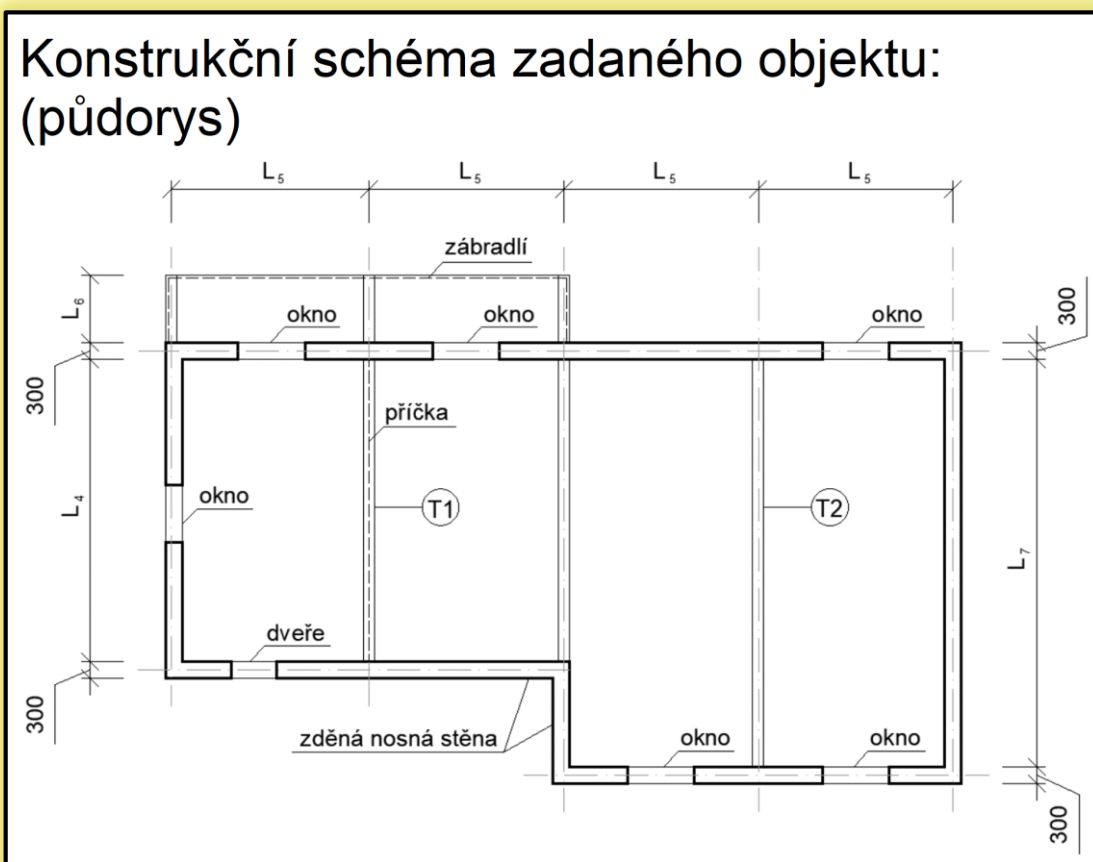 Konstrukční schéma zadaného objektu:
(půdorys)
L₅ L₅ L₅ L₅
zábradlí
L₆
okno okno okno
300
300
příčka
okno
T1 T2
L₄
L₇
dveře
300
zděná nosná stěna
okno okno
300